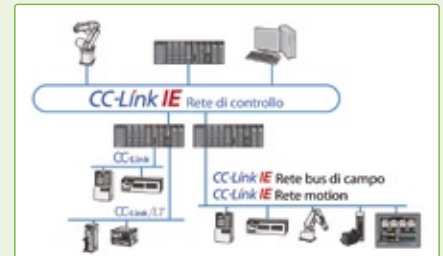 CC-Link IE Rete di controllo
CC-Link
CC-Link IE Rete bus di campo
CC-Link IE Rete motion
CC-Link/LT